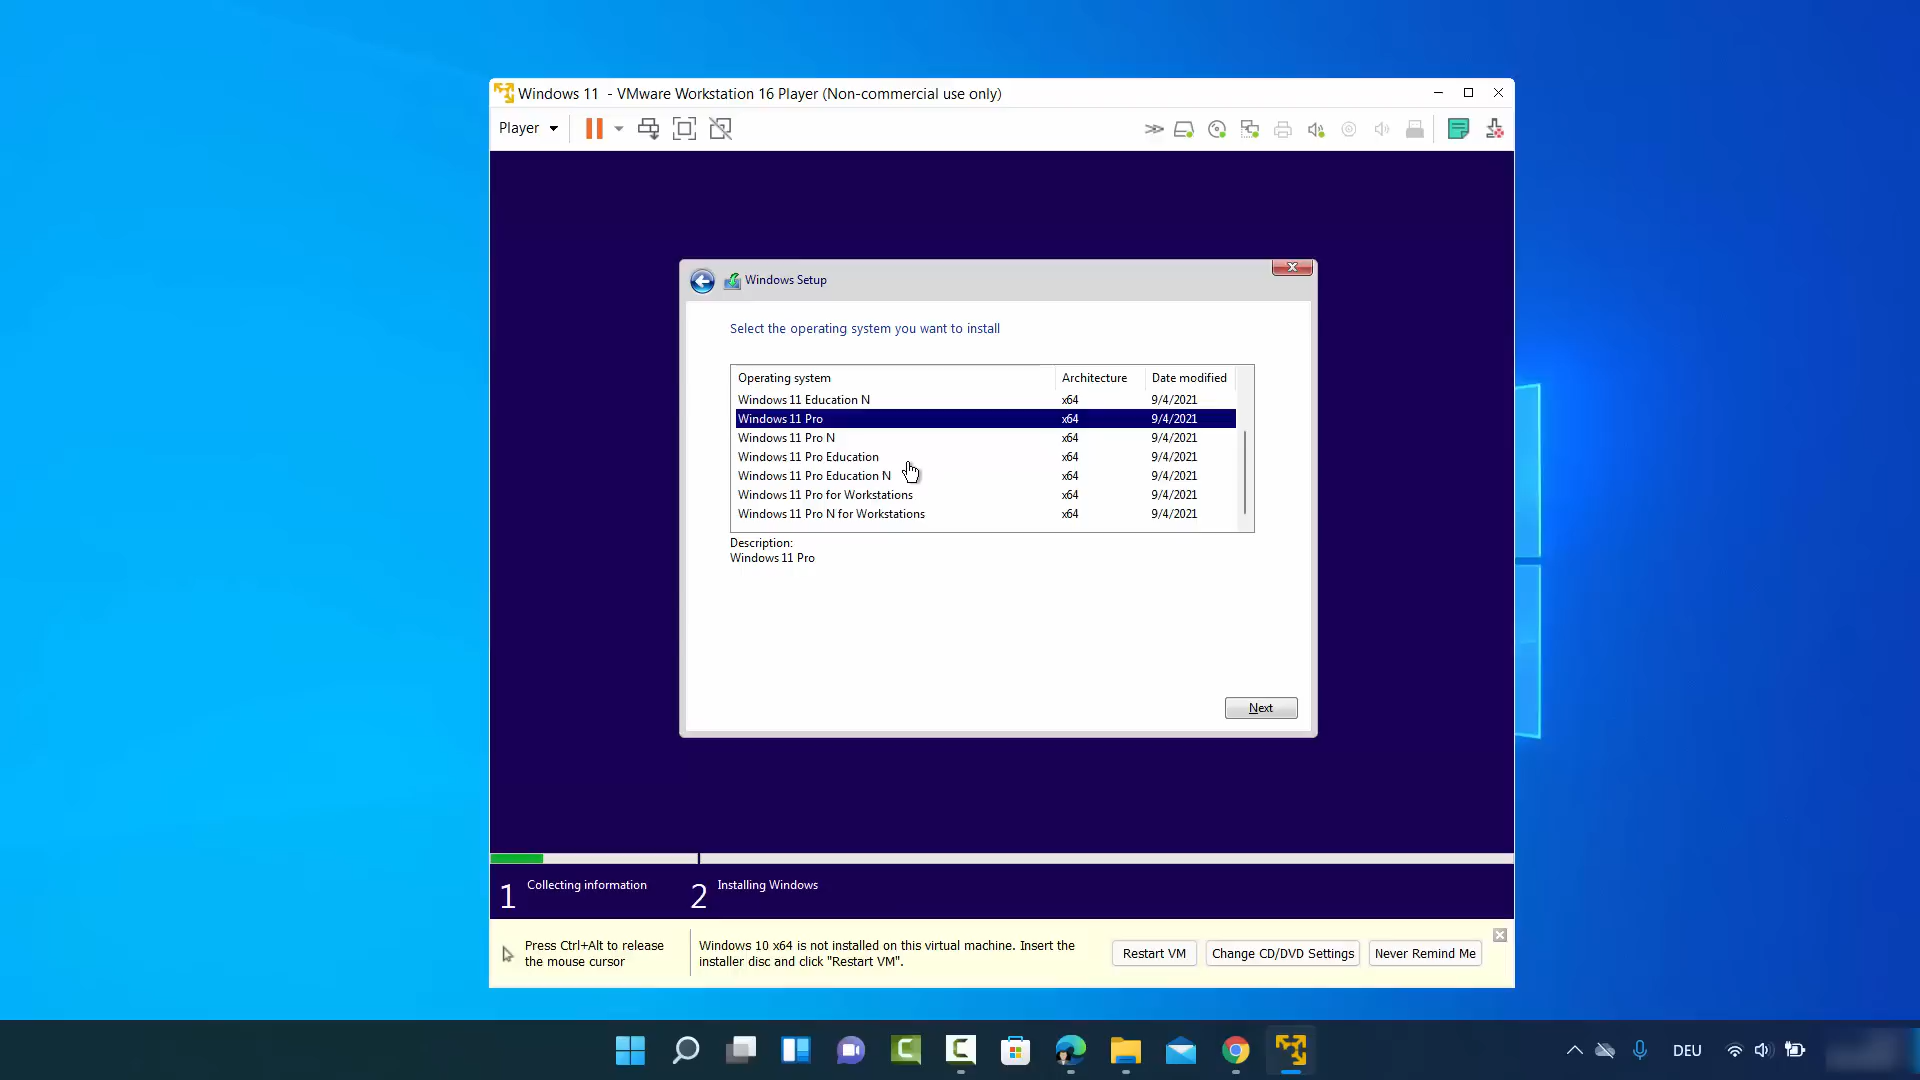 Windows 11 - VMware Workstation 16 Player (Non-commercial use only)
Player
Windows Setup
Select the operating system you want to install
Operating system Architecture Date modified
Windows 11 Education N x64 9/4/2021
Windows 11 Pro x64 9/4/2021
Windows 11 Pro N x64 9/4/2021
Windows 11 Pro Education x64 9/4/2021
Windows 11 Pro Education N x64 9/4/2021
Windows 11 Pro for Workstations x64 9/4/2021
Windows 11 Pro N for Workstations x64 9/4/2021
Description:
Windows 11 Pro
Next
1 Collecting information 2 Installing Windows
Press Ctrl+Alt to release
the mouse cursor
Windows 10 x64 is not installed on this virtual machine. Insert the
installer disc and click "Restart VM".
Restart VM Change CD/DVD Settings Never Remind Me
DEU